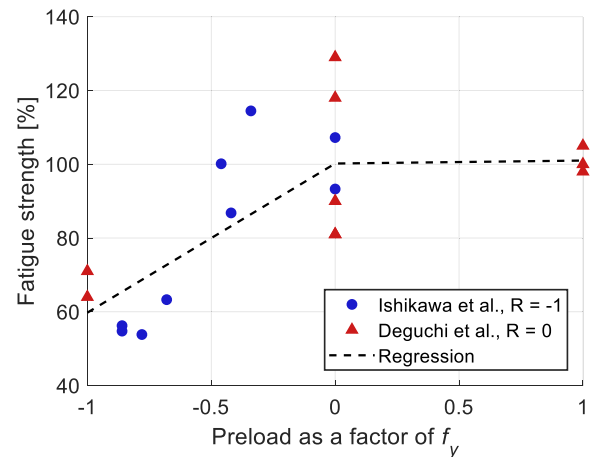 140
120
100
80
60
40
Fatigue strength [%]
-1
-0.5
0
0.5
1
Preload as a factor of f_y
Ishikawa et al., R = -1
Deguchi et al., R = 0
Regression